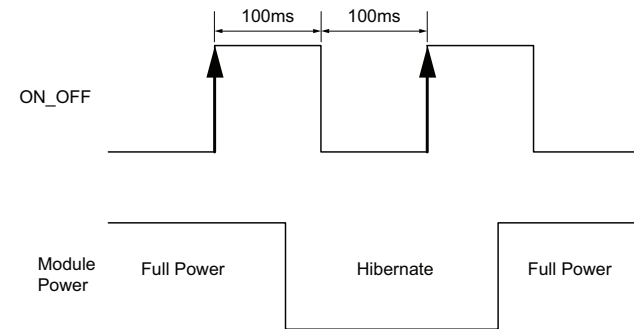 100ms 100ms
ON_OFF
Module
Power
Full Power Hibernate Full Power